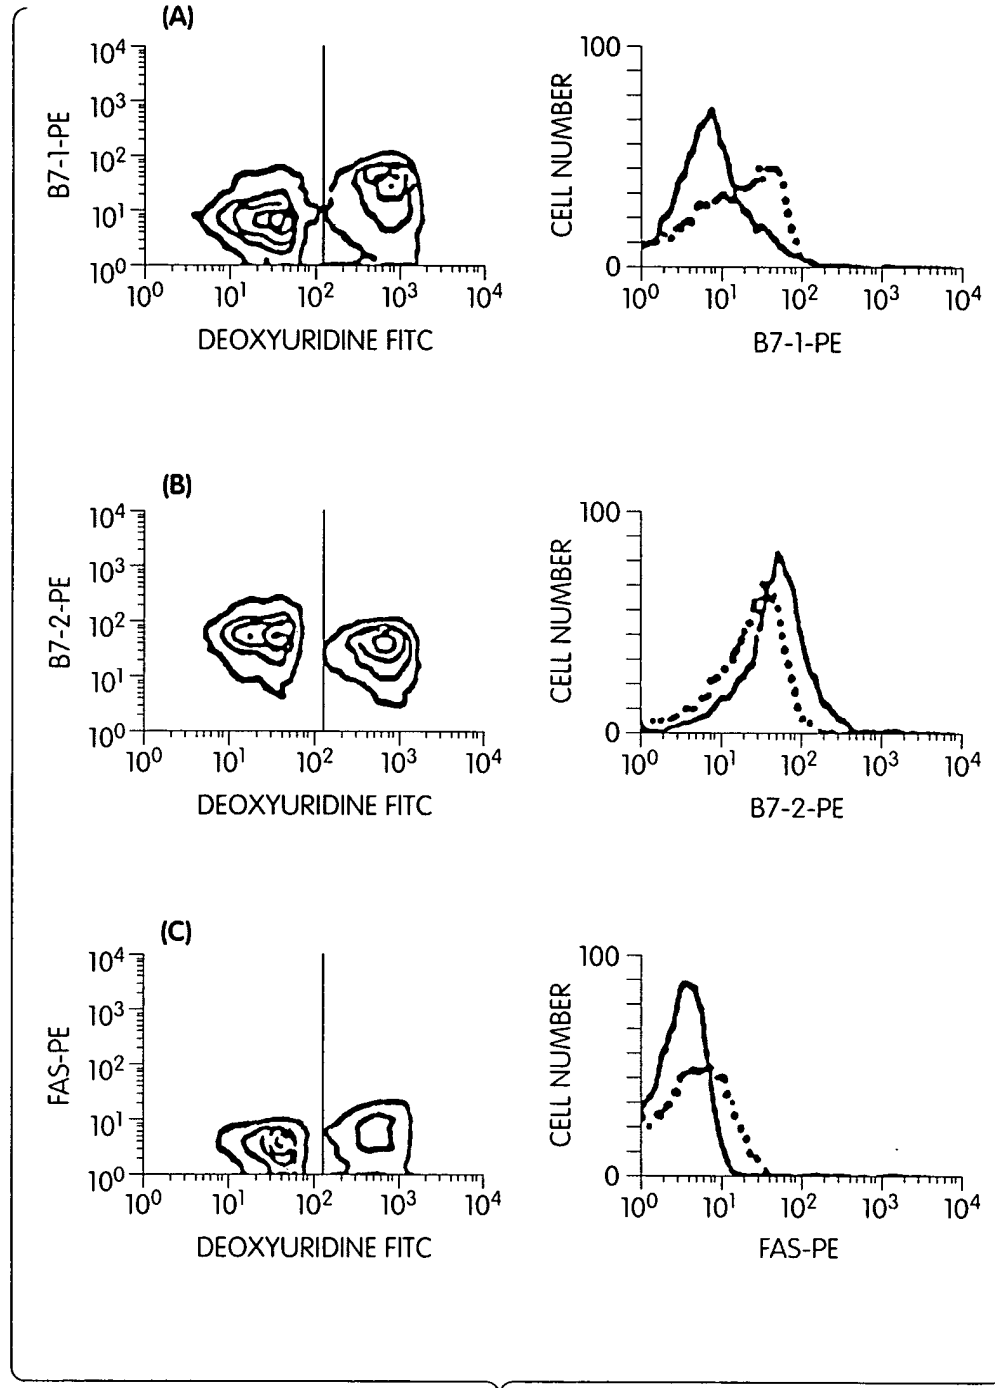 (A)
B7-1-PE
10⁴
10³
10²
10¹
10⁰
10⁰ 10¹ 10² 10³ 10⁴
DEOXYURIDINE FITC
CELL NUMBER
100
0
10⁰ 10¹ 10² 10³ 10⁴
B7-1-PE
(B)
B7-2-PE
10⁴
10³
10²
10¹
10⁰
10⁰ 10¹ 10² 10³ 10⁴
DEOXYURIDINE FITC
CELL NUMBER
100
0
10⁰ 10¹ 10² 10³ 10⁴
B7-2-PE
(C)
FAS-PE
10⁴
10³
10²
10¹
10⁰
10⁰ 10¹ 10² 10³ 10⁴
DEOXYURIDINE FITC
CELL NUMBER
100
0
10⁰ 10¹ 10² 10³ 10⁴
FAS-PE